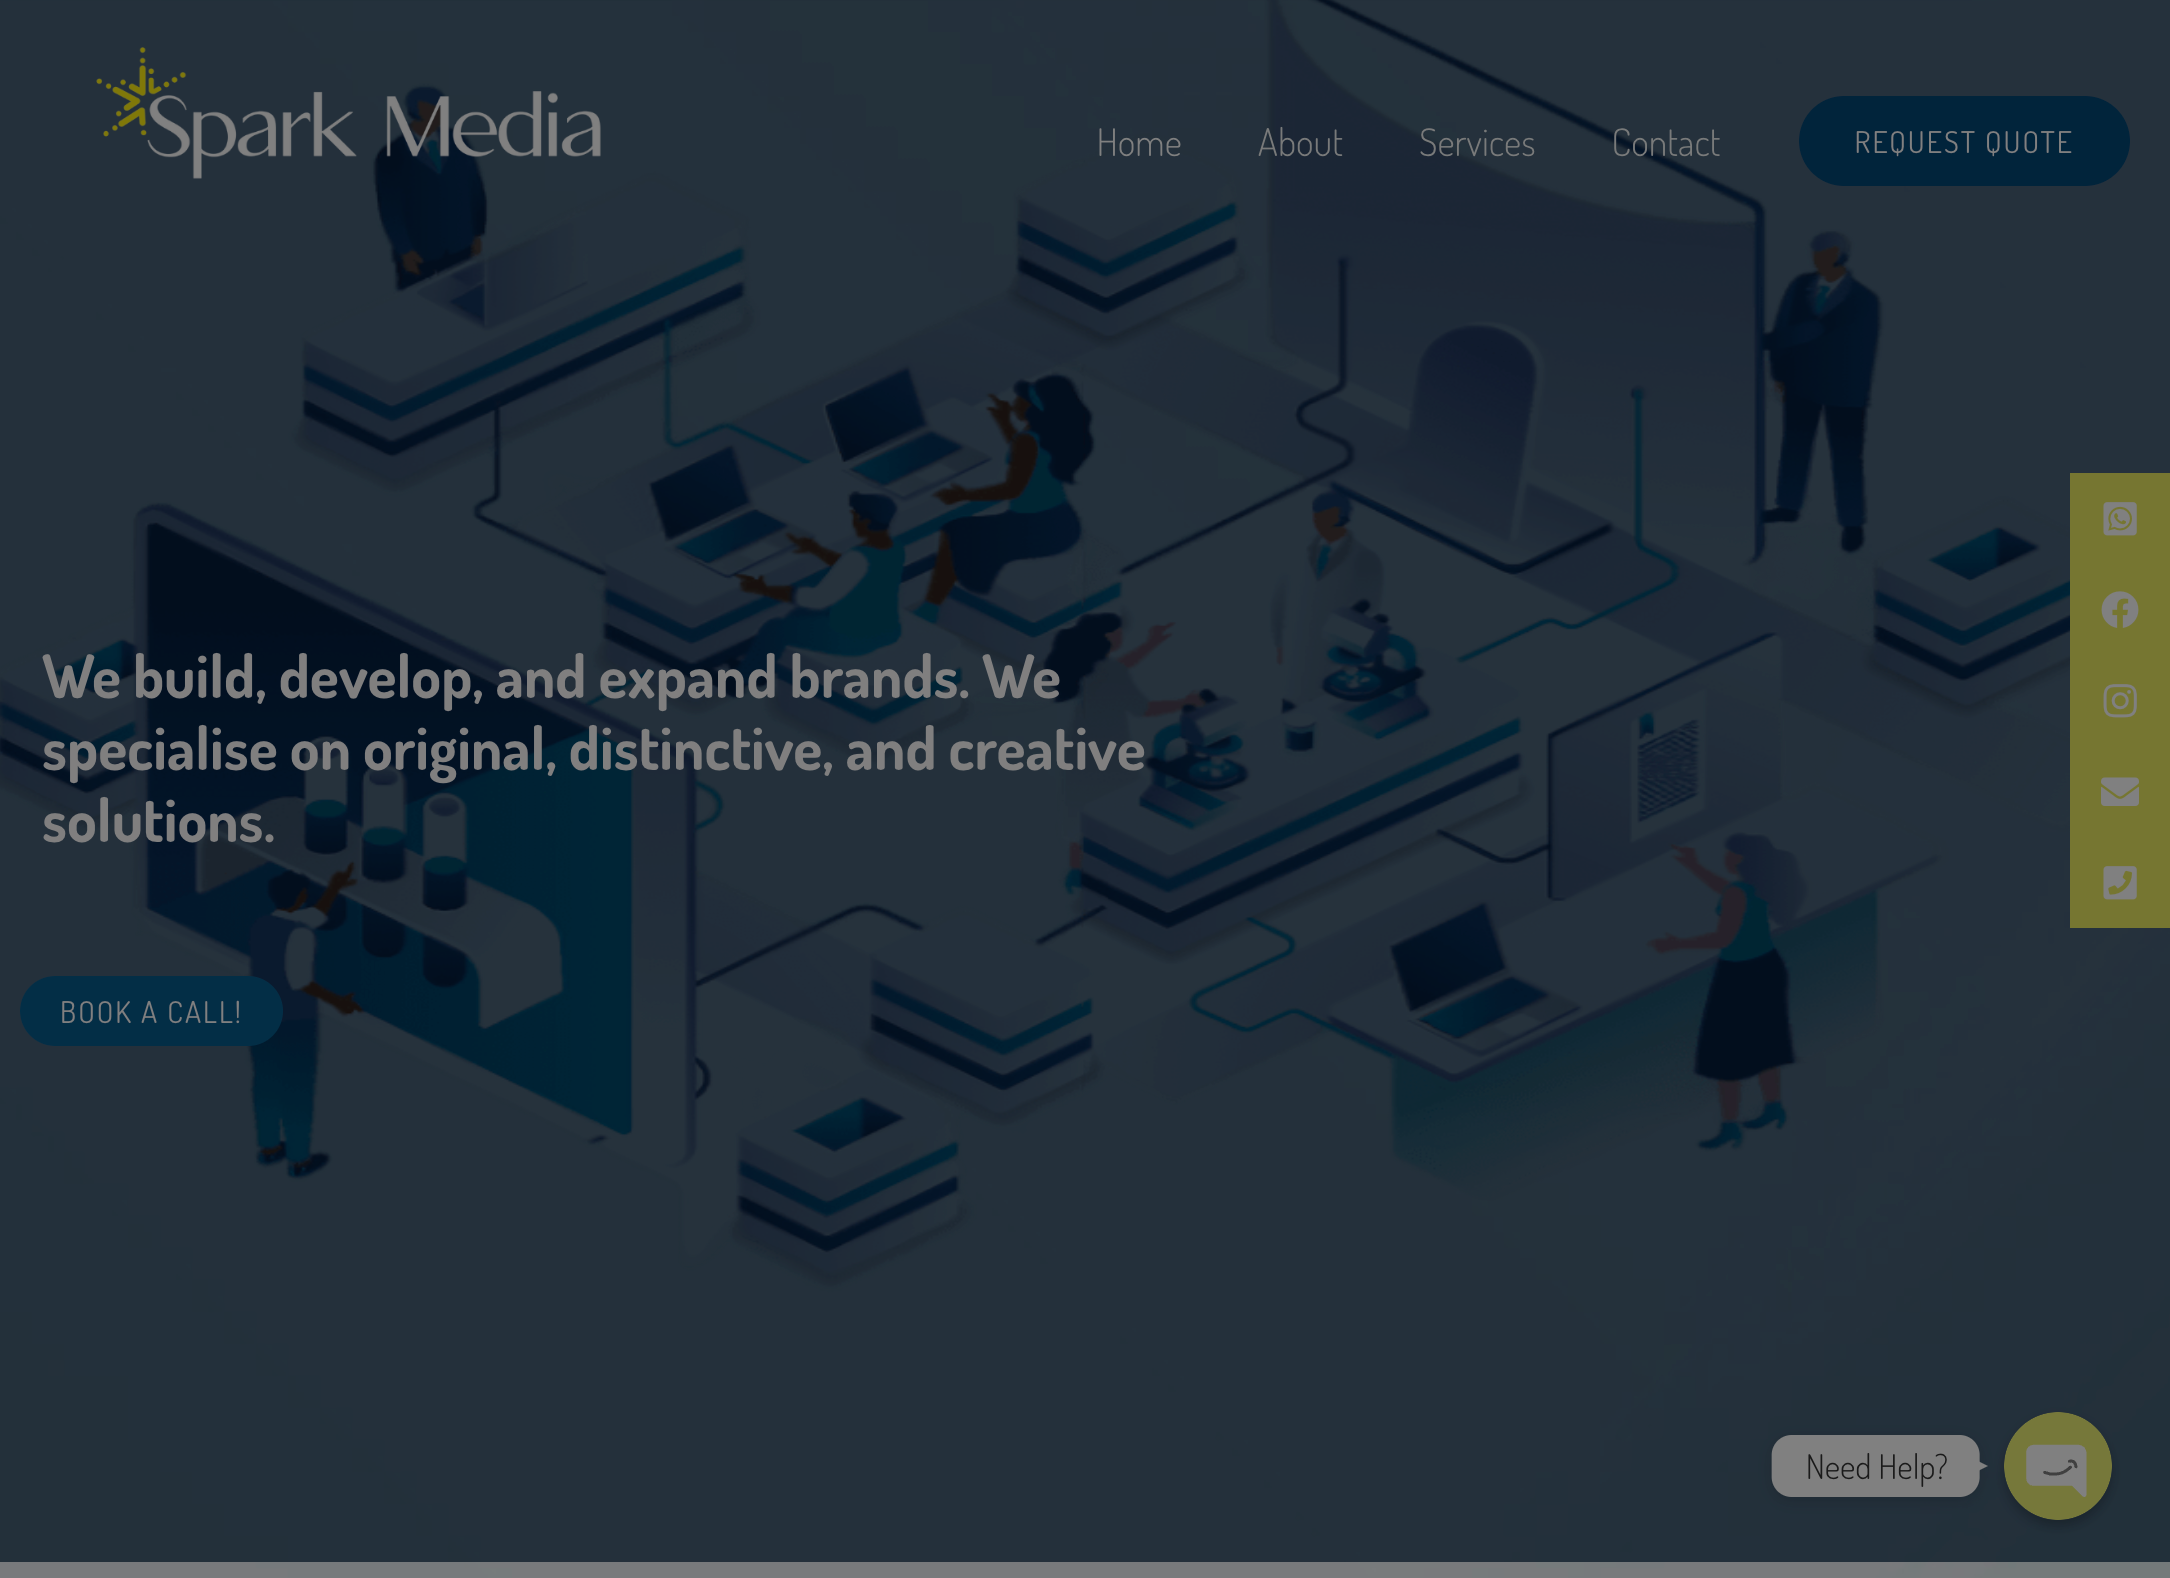 Spark Media
Home About Services Contact REQUEST QUOTE
We build, develop, and expand brands. We
specialise on original, distinctive, and creative
solutions.
BOOK A CALL!
Need Help?